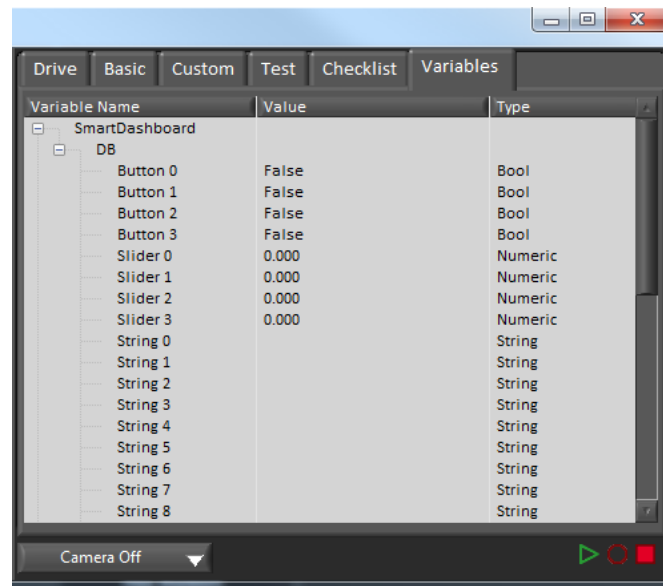 Drive Basic Custom Test Checklist Variables
Variable Name Value Type
SmartDashboard
DB
Button 0 False Bool
Button 1 False Bool
Button 2 False Bool
Button 3 False Bool
Slider 0 0.000 Numeric
Slider 1 0.000 Numeric
Slider 2 0.000 Numeric
Slider 3 0.000 Numeric
String 0 String
String 1 String
String 2 String
String 3 String
String 4 String
String 5 String
String 6 String
String 7 String
String 8 String
Camera Off